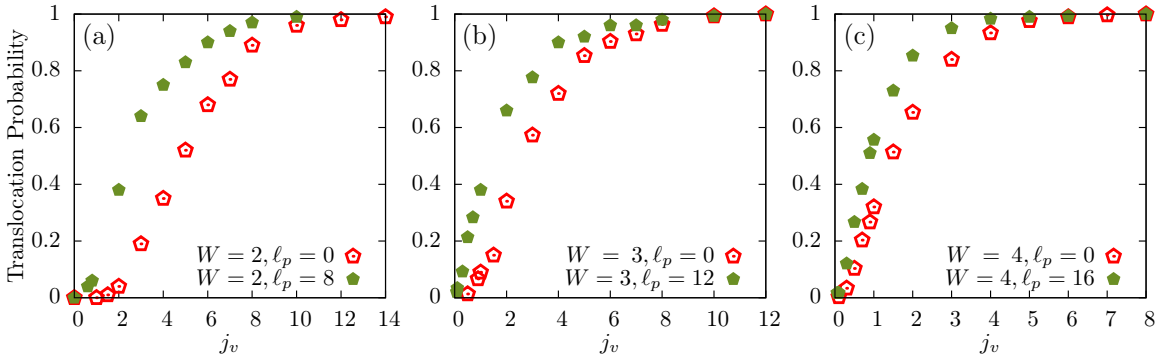 Translocation Probability
(a)
1
0.8
0.6
0.4
0.2
0
W = 2, ℓp = 0
W = 2, ℓp = 8
0 2 4 6 8 10 12 14
jv
(b)
1
0.8
0.6
0.4
0.2
0
W = 3, ℓp = 0
W = 3, ℓp = 12
0 2 4 6 8 10 12
jv
(c)
1
0.8
0.6
0.4
0.2
0
W = 4, ℓp = 0
W = 4, ℓp = 16
0 1 2 3 4 5 6 7 8
jv